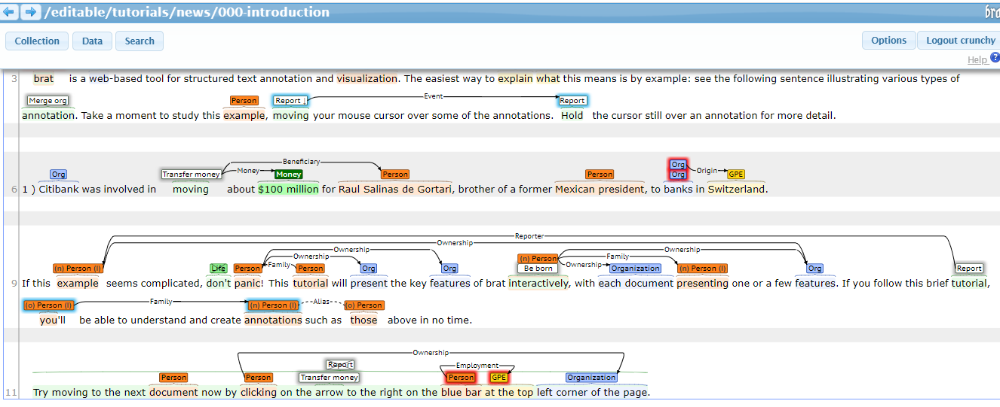 /editable/tutorials/news/000-introduction
Collection Data Search Options Logout crunchy
Help ?
3 brat is a web-based tool for structured text annotation and visualization. The easiest way to explain what this means is by example: see the following sentence illustrating various types of
Event
Merge org Person Report Report
annotation. Take a moment to study this example, moving your mouse cursor over some of the annotations. Hold the cursor still over an annotation for more detail.
Beneficiary Org
Money Origin
Org Transfer money Money Person Person Org GPE
6 1 ) Citibank was involved in moving about $100 million for Raul Salinas de Gortari, brother of a former Mexican president, to banks in Switzerland.
Reporter
Ownership
Ownership Ownership
Ownership (n) Person Family
(n) Person (I) Life Person Family Person Org Org Be born Ownership Organization (n) Person (I) Org Report
9 If this example seems complicated, don't panic! This tutorial will present the key features of brat interactively, with each document presenting one or a few features. If you follow this brief tutorial,
(o) Person (I) Family (n) Person (I) Alias (o) Person
you'll be able to understand and create annotations such as those above in no time.
Ownership
Report Employment
Person Person Transfer money Person GPE Organization
11 Try moving to the next document now by clicking on the arrow to the right on the blue bar at the top left corner of the page.